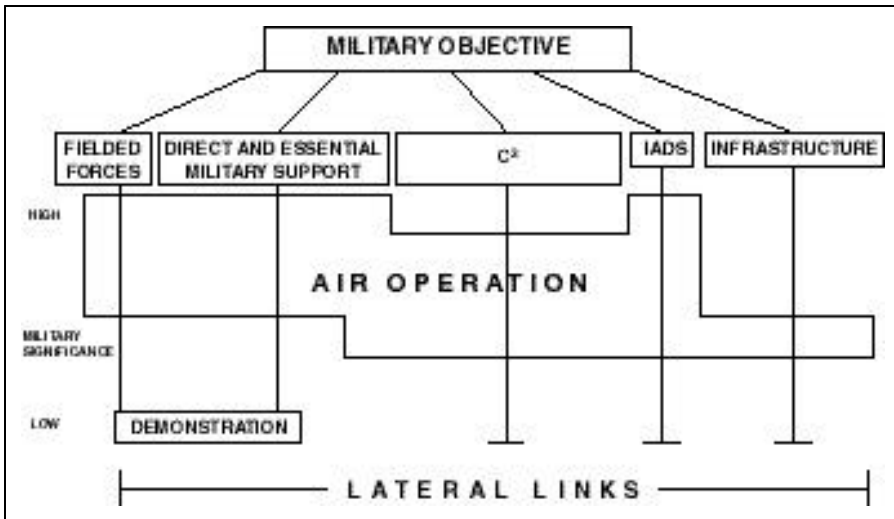 MILITARY OBJECTIVE
FIELDED
FORCES
DIRECT AND ESSENTIAL
MILITARY SUPPORT
C²
IADS
INFRASTRUCTURE
HIGH
AIR OPERATION
MILITARY
SIGNIFICANCE
LOW
DEMONSTRATION
LATERAL LINKS